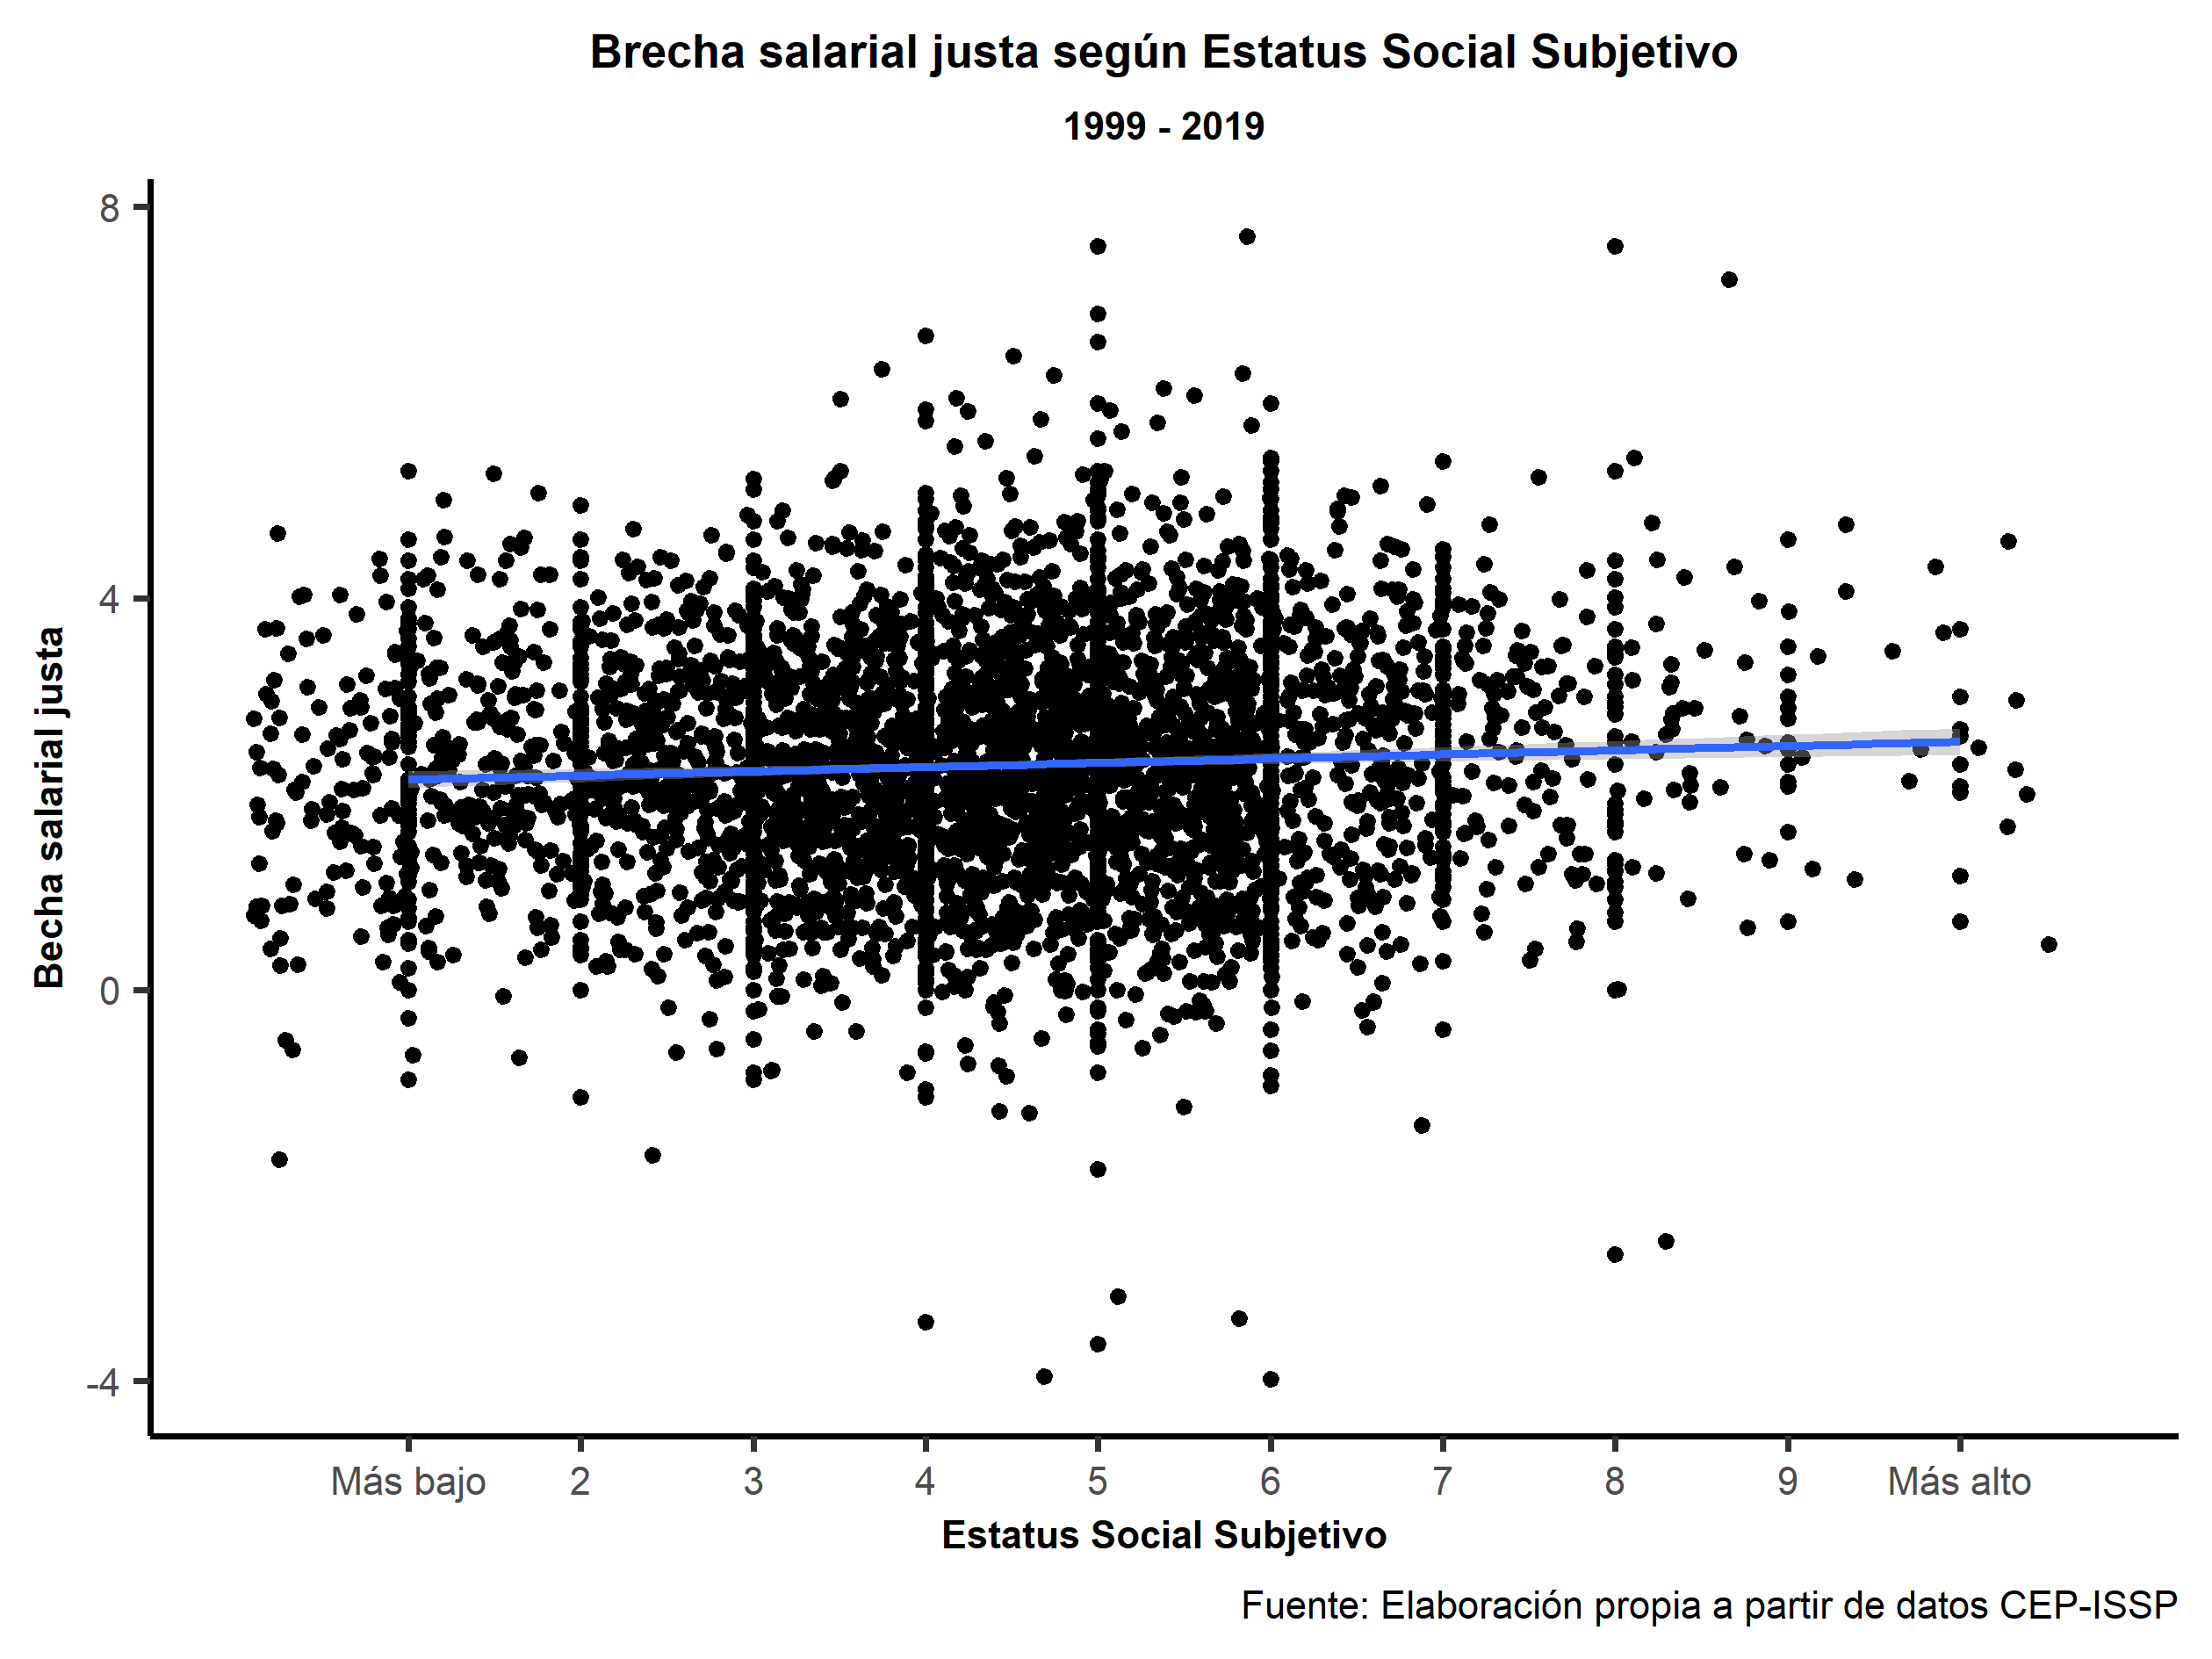 Brecha salarial justa según Estatus Social Subjetivo
1999 - 2019
Becha salarial justa
8
4
0
-4
Más bajo 2 3 4 5 6 7 8 9 Más alto
Estatus Social Subjetivo
Fuente: Elaboración propia a partir de datos CEP-ISSP